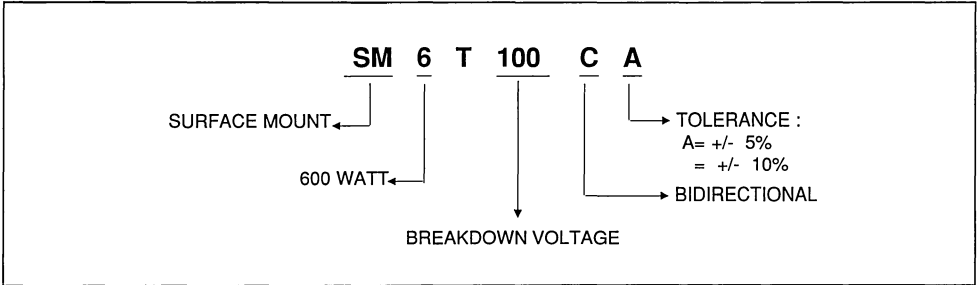 SM 6 T 100 C A
SURFACE MOUNT
TOLERANCE :
A= +/- 5%
= +/- 10%
600 WATT
BIDIRECTIONAL
BREAKDOWN VOLTAGE